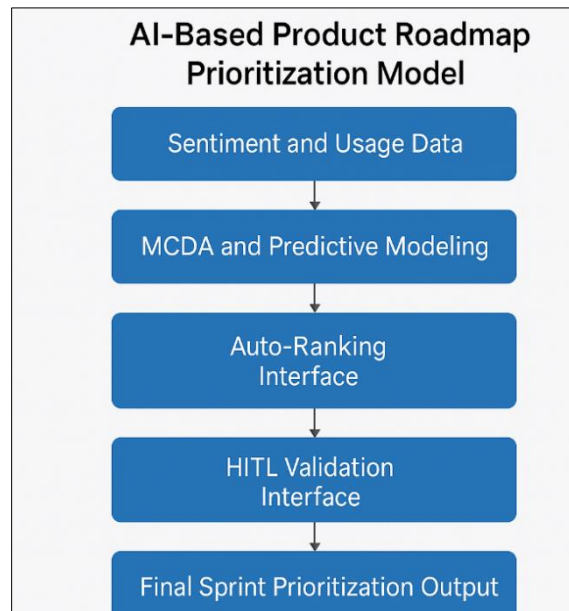 AI-Based Product Roadmap
Prioritization Model
Sentiment and Usage Data
MCDA and Predictive Modeling
Auto-Ranking
Interface
HITL Validation
Interface
Final Sprint Prioritization Output